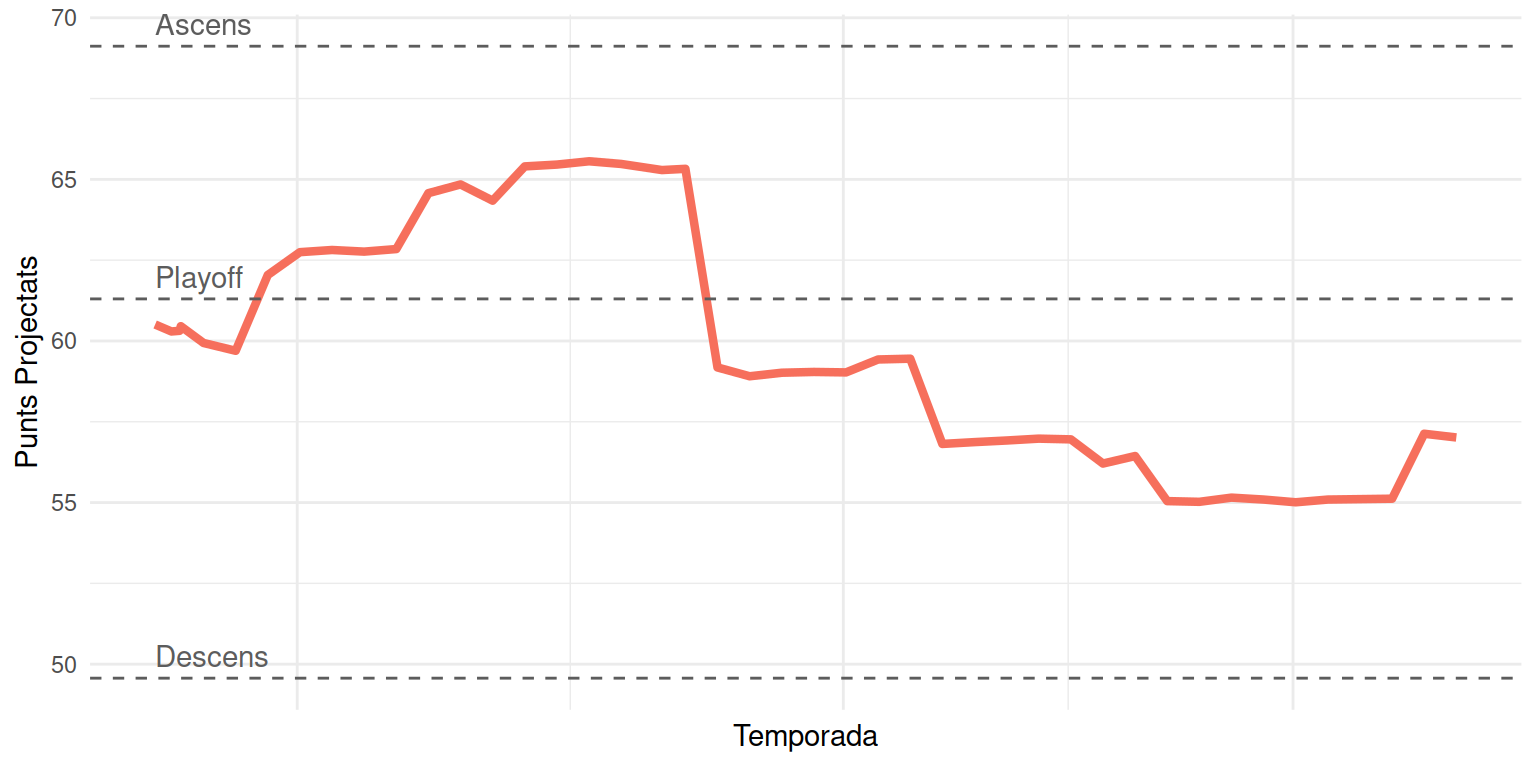 70
Ascens
65
Playoff
60
55
Descens
50
Punts Projectats
Temporada